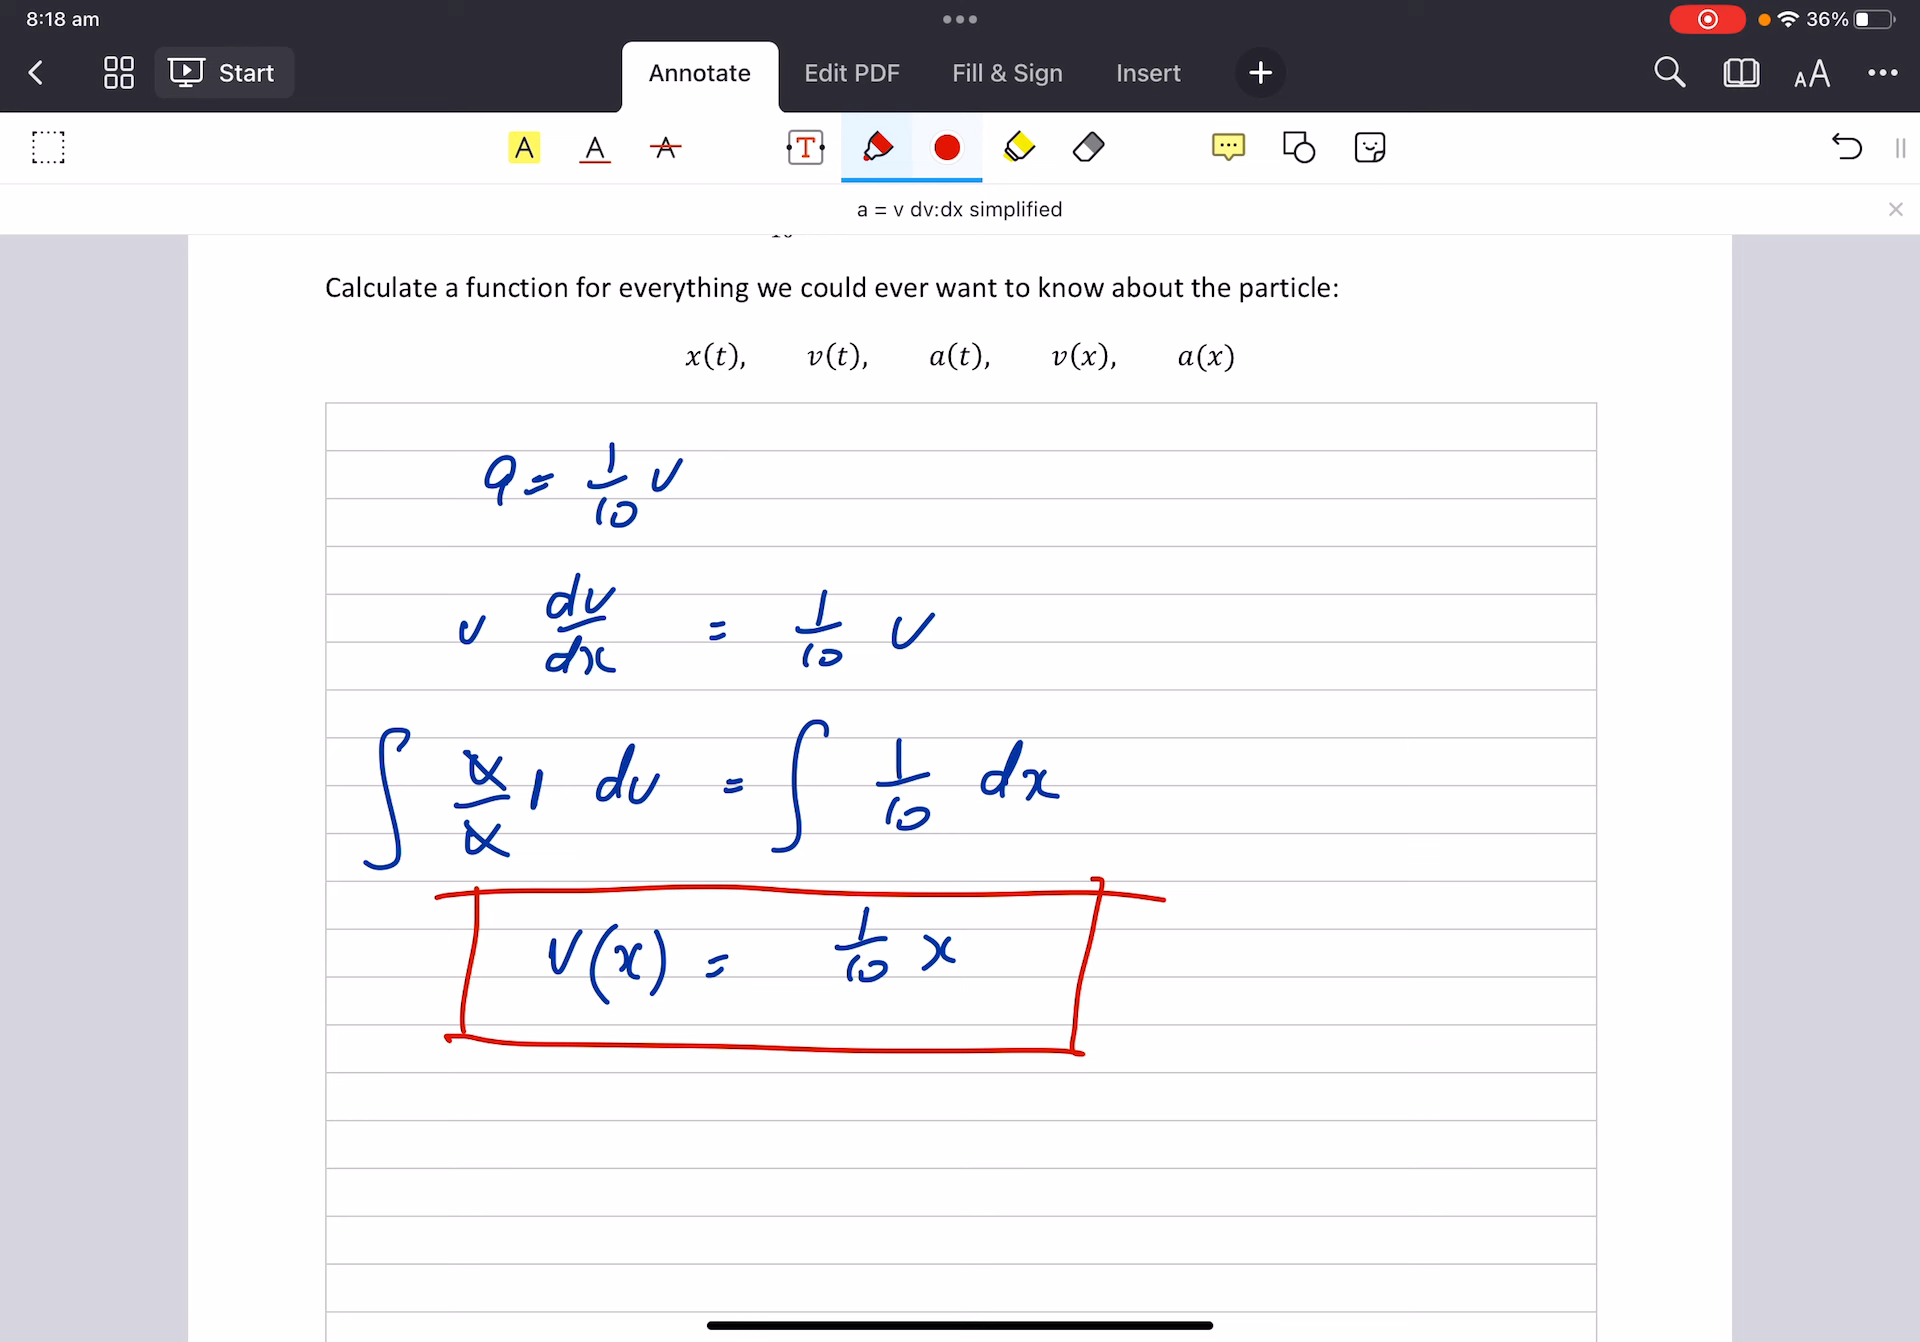 8:18 am
36%
Start
Annotate
Edit PDF
Fill & Sign
Insert
a = v dv:dx simplified
Calculate a function for everything we could ever want to know about the particle:
x(t), v(t), a(t), v(x), a(x)
a = 1/10 v
v dv/dx = 1/10 v
∫ v/v 1 dv = ∫ 1/10 dx
v(x) = 1/10 x